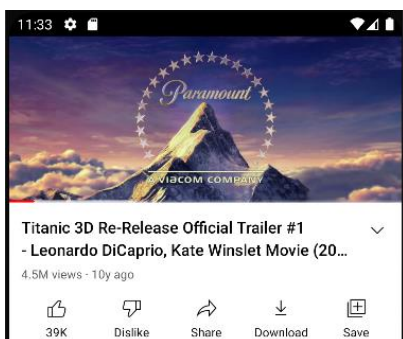 11:33
Paramount
A VIACOM COMPANY
Titanic 3D Re-Release Official Trailer #1
- Leonardo DiCaprio, Kate Winslet Movie (20...
4.5M views - 10y ago
39K Dislike Share Download Save